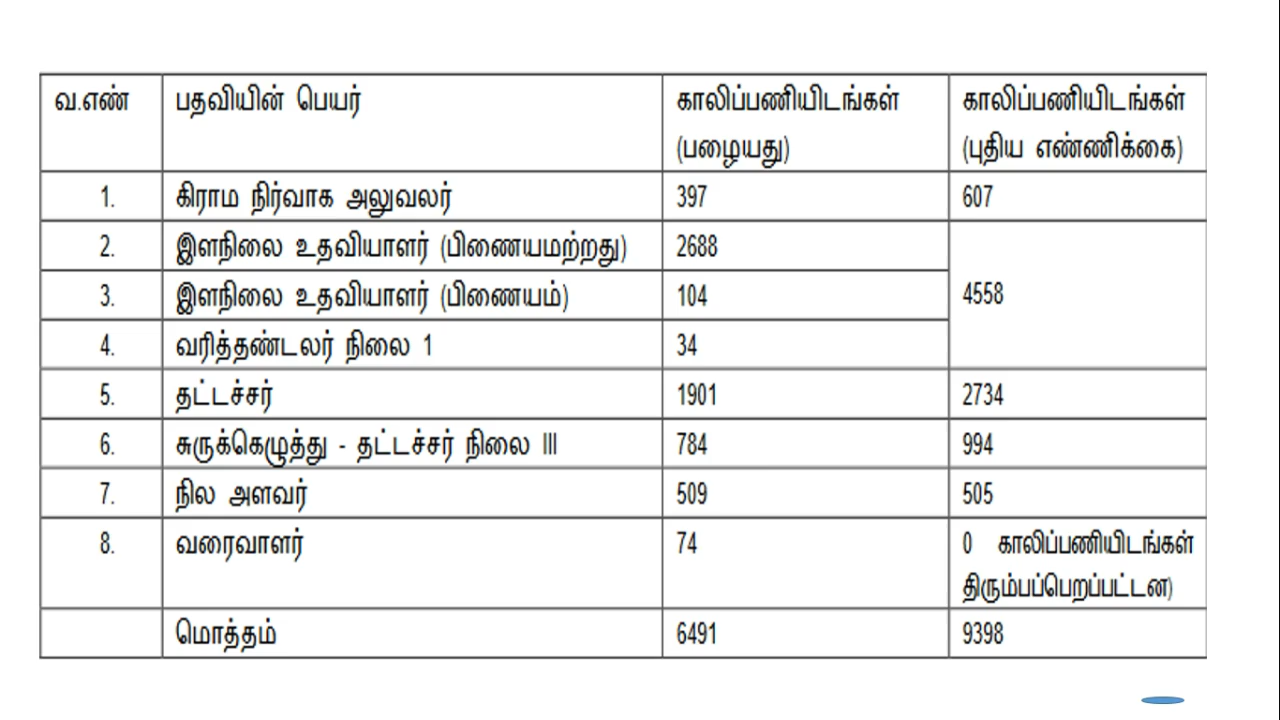 வ.எண் பதவியின் பெயர் காலிப்பணியிடங்கள் (பழையது) காலிப்பணியிடங்கள் (புதிய எண்ணிக்கை)
1. கிராம நிர்வாக அலுவலர் 397 607
2. இளநிலை உதவியாளர் (பிணையமற்றது) 2688
3. இளநிலை உதவியாளர் (பிணையம்) 104 4558
4. வரித்தண்டலர் நிலை 1 34
5. தட்டச்சர் 1901 2734
6. சுருக்கெழுத்து - தட்டச்சர் நிலை III 784 994
7. நில அளவர் 509 505
8. வரைவாளர் 74 0 காலிப்பணியிடங்கள்
திரும்பப்பெறப்பட்டன)
மொத்தம் 6491 9398